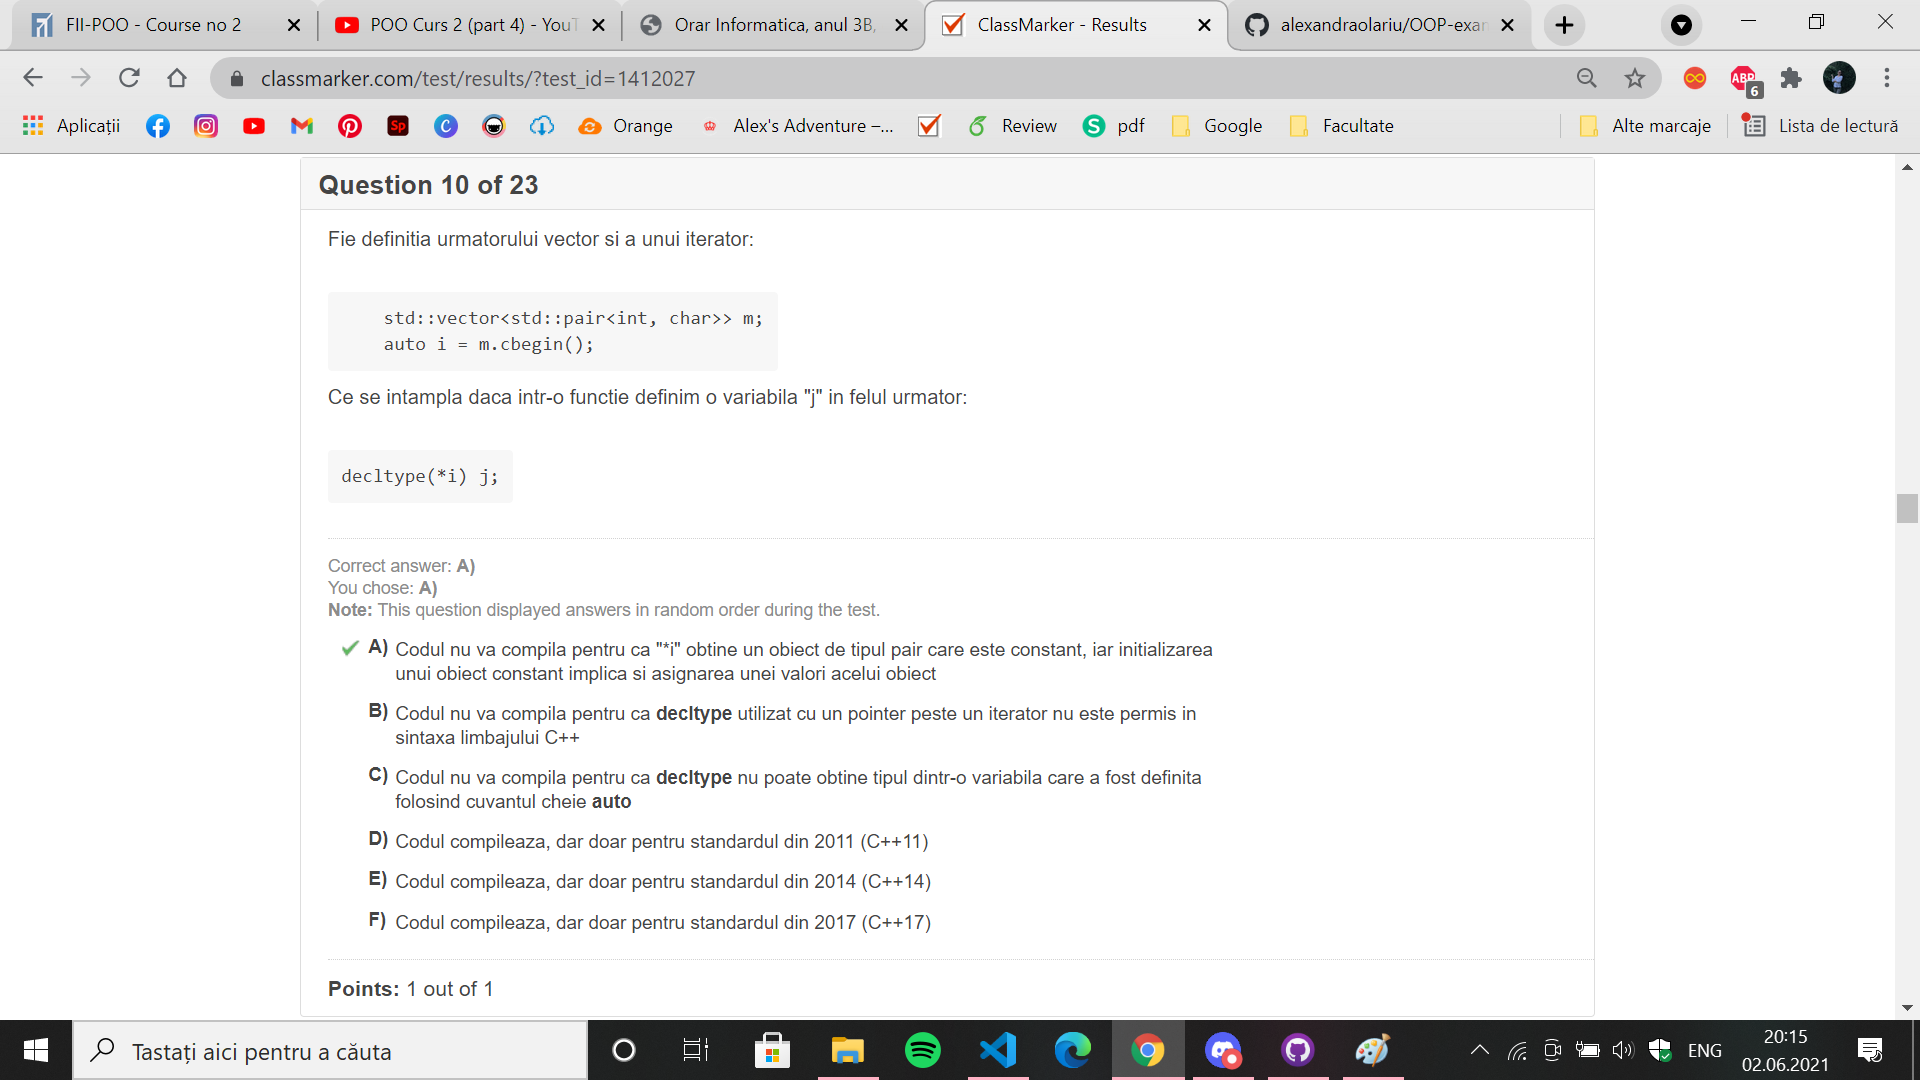 FII-POO - Course no 2
POO Curs 2 (part 4) - YouT
Orar Informatica, anul 3B,
ClassMarker - Results
alexandraolariu/OOP-exar
classmarker.com/test/results/?test_id=1412027
ABP
6
Aplicații
Sp
C
Orange
Alex's Adventure –...
Review
S
pdf
Google
Facultate
Alte marcaje
Lista de lectură
Question 10 of 23
Fie definitia urmatorului vector si a unui iterator:
std::vector<std::pair<int, char>> m;
auto i = m.cbegin();
Ce se intampla daca intr-o functie definim o variabila "j" in felul urmator:
decltype(*i) j;
Correct answer: A)
You chose: A)
Note: This question displayed answers in random order during the test.
A) Codul nu va compila pentru ca "*i" obtine un obiect de tipul pair care este constant, iar initializarea
unui obiect constant implica si asignarea unei valori acelui obiect
B) Codul nu va compila pentru ca decltype utilizat cu un pointer peste un iterator nu este permis in
sintaxa limbajului C++
C) Codul nu va compila pentru ca decltype nu poate obtine tipul dintr-o variabila care a fost definita
folosind cuvantul cheie auto
D) Codul compileaza, dar doar pentru standardul din 2011 (C++11)
E) Codul compileaza, dar doar pentru standardul din 2014 (C++14)
F) Codul compileaza, dar doar pentru standardul din 2017 (C++17)
Points: 1 out of 1
Tastați aici pentru a căuta
ENG
20:15
02.06.2021